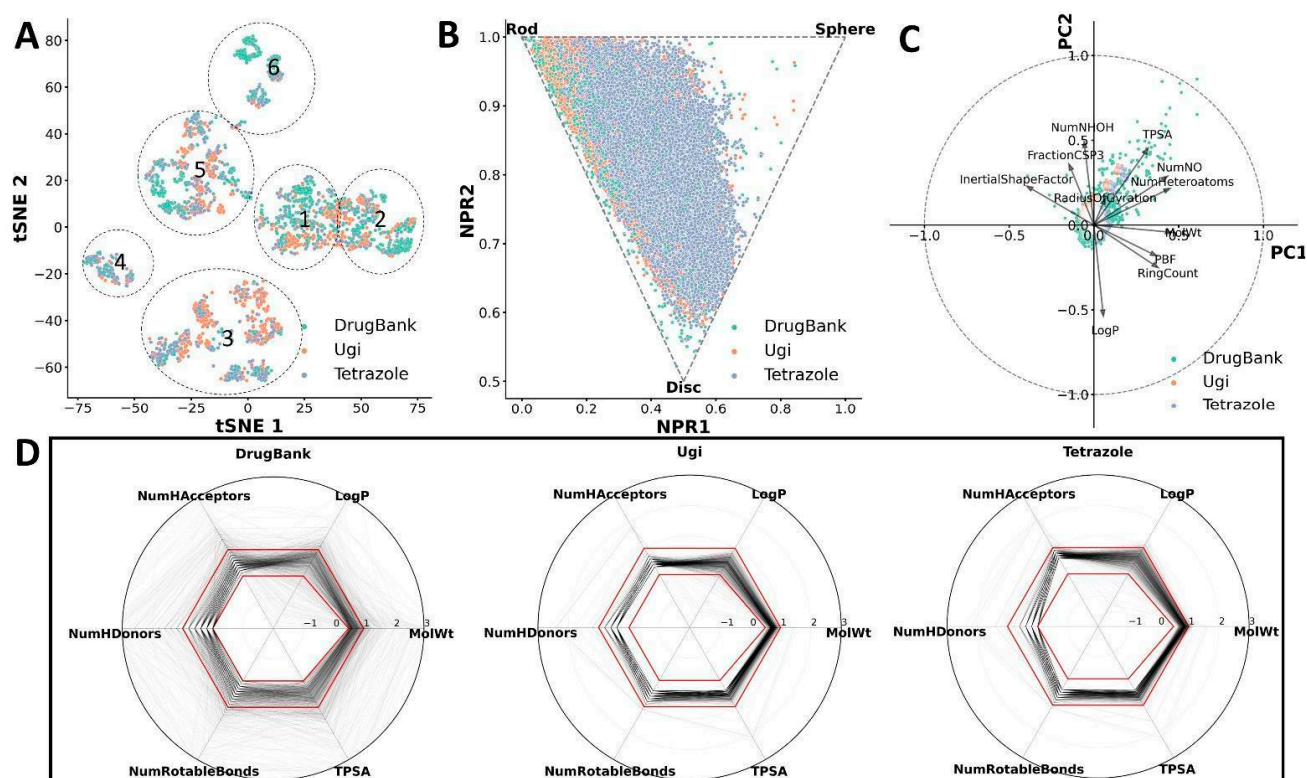 A
80
60
40
20
0
−20
−40
−60
tSNE 2
−75
−50
−25
0
25
50
75
tSNE 1
1
2
3
4
5
6
DrugBank
Ugi
Tetrazole
B
Rod
Sphere
Disc
1.0
0.9
0.8
0.7
0.6
0.5
NPR2
0.0
0.2
0.4
0.6
0.8
1.0
NPR1
DrugBank
Ugi
Tetrazole
C
PC2
1.0
0.5
0.0
−0.5
−1.0
−1.0
−0.5
0.0
0.5
1.0
PC1
NumNHOH
TPSA
FractionCSP3
NumNO
InertialShapeFactor
NumHeteroatoms
RadiusOfGyration
MolWt
PBF
RingCount
LogP
DrugBank
Ugi
Tetrazole
D
DrugBank
NumHAcceptors
LogP
NumHDonors
−1
0
1
2
3
MolWt
NumRotableBonds
TPSA
Ugi
NumHAcceptors
LogP
NumHDonors
−1
0
1
2
3
MolWt
NumRotableBonds
TPSA
Tetrazole
NumHAcceptors
LogP
NumHDonors
−1
0
1
2
3
MolWt
NumRotableBonds
TPSA